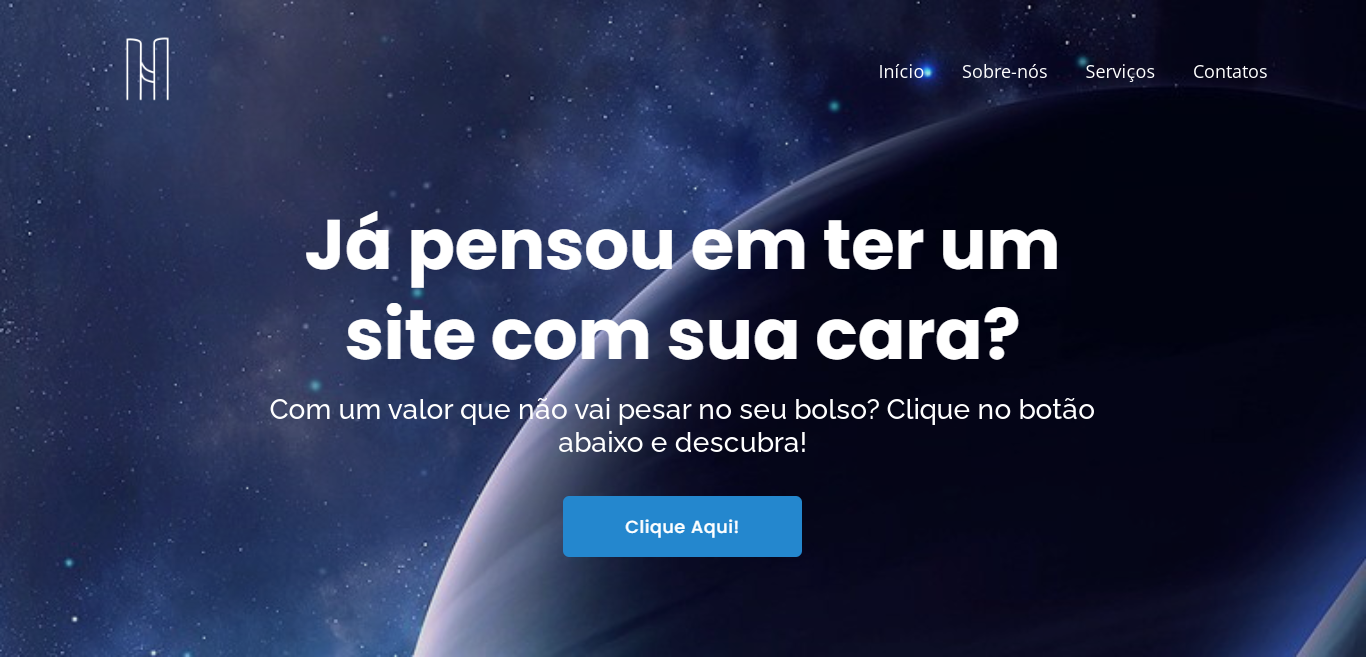 Início
Sobre-nós
Serviços
Contatos
Já pensou em ter um
site com sua cara?
Com um valor que não vai pesar no seu bolso? Clique no botão
abaixo e descubra!
Clique Aqui!